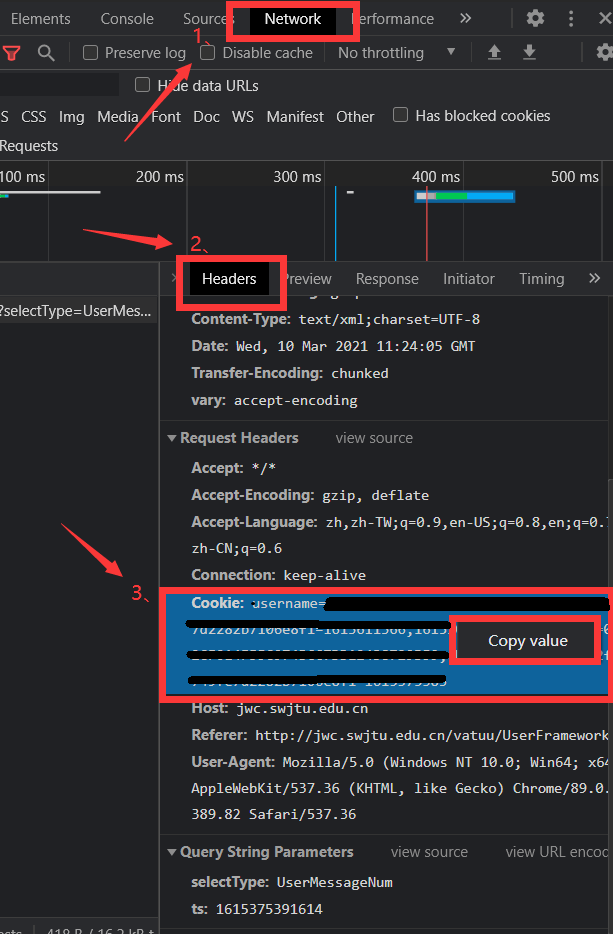 Elements Console Sources Network Performance
1、
Preserve log Disable cache No throttling
Hide data URLs
S CSS Img Media Font Doc WS Manifest Other Has blocked cookies
Requests
100 ms 200 ms 300 ms 400 ms 500 ms
2、
Headers Preview Response Initiator Timing
?selectType=UserMes...
Content-Type: text/xml;charset=UTF-8
Date: Wed, 10 Mar 2021 11:24:05 GMT
Transfer-Encoding: chunked
vary: accept-encoding
Request Headers view source
Accept: */*
Accept-Encoding: gzip, deflate
Accept-Language: zh,zh-TW;q=0.9,en-US;q=0.8,en;q=0.7
zh-CN;q=0.6
Connection: keep-alive
3、
Cookie: username=
Copy value
Host: jwc.swjtu.edu.cn
Referer: http://jwc.swjtu.edu.cn/vatuu/UserFramework
User-Agent: Mozilla/5.0 (Windows NT 10.0; Win64; x64
AppleWebKit/537.36 (KHTML, like Gecko) Chrome/89.0.
389.82 Safari/537.36
Query String Parameters view source view URL encod
selectType: UserMessageNum
ts: 1615375391614